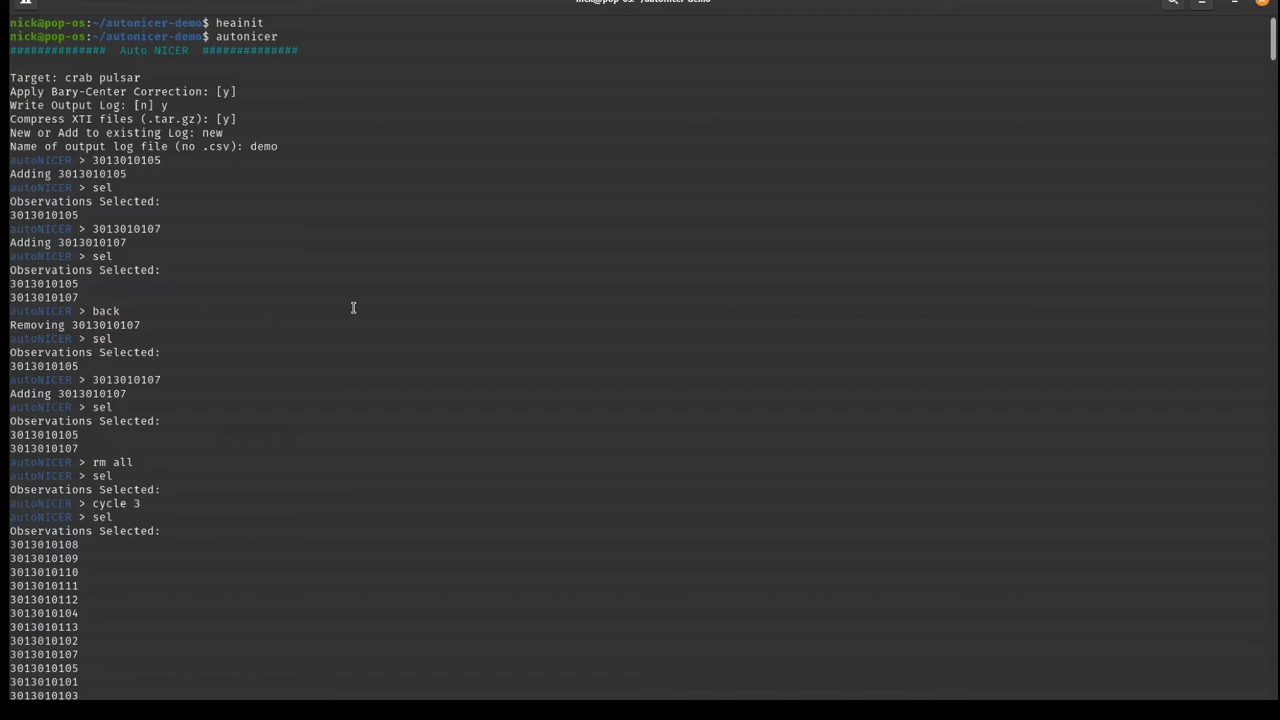 nick@pop-os: ~/autonicer-demo
nick@pop-os:~/autonicer-demo$ heainit
nick@pop-os:~/autonicer-demo$ autonicer
############## Auto NICER ##############
Target: crab pulsar
Apply Bary-Center Correction: [y]
Write Output Log: [n] y
Compress XTI files (.tar.gz): [y]
New or Add to existing Log: new
Name of output log file (no .csv): demo
autoNICER > 3013010105
Adding 3013010105
autoNICER > sel
Observations Selected:
3013010105
autoNICER > 3013010107
Adding 3013010107
autoNICER > sel
Observations Selected:
3013010105
3013010107
autoNICER > back
Removing 3013010107
autoNICER > sel
Observations Selected:
3013010105
autoNICER > 3013010107
Adding 3013010107
autoNICER > sel
Observations Selected:
3013010105
3013010107
autoNICER > rm all
autoNICER > sel
Observations Selected:
autoNICER > cycle 3
autoNICER > sel
Observations Selected:
3013010108
3013010109
3013010110
3013010111
3013010112
3013010104
3013010113
3013010102
3013010107
3013010105
3013010101
3013010103